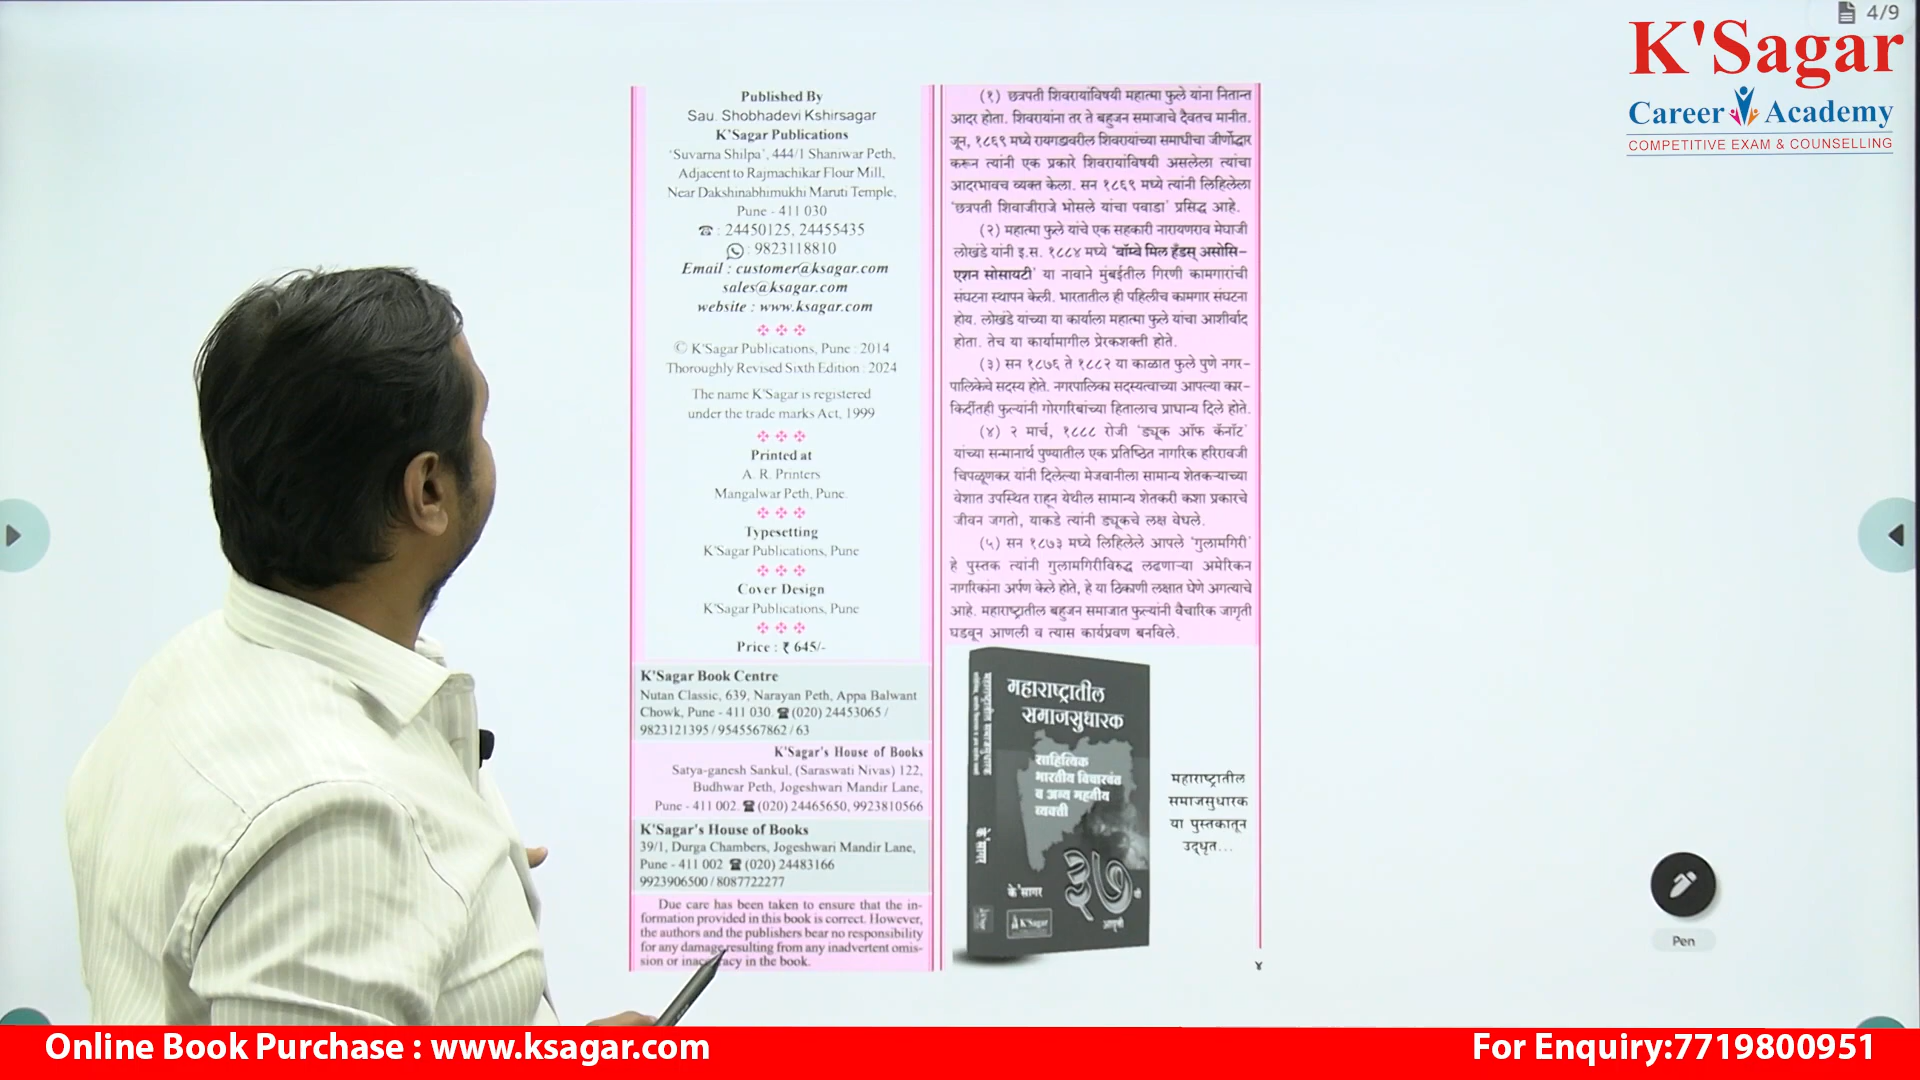 4/9
K'Sagar
Career Academy
COMPETITIVE EXAM & COUNSELLING
Published By
Sau. Shobhadevi Kshirsagar
K'Sagar Publications
'Suvarna Shilpa', 444/1 Shaniwar Peth,
Adjacent to Rajmachikar Flour Mill,
Near Dakshinabhimukhi Maruti Temple,
Pune - 411 030
☎ : 24450125, 24455435
: 9823118810
Email : customer@ksagar.com
sales@ksagar.com
website : www.ksagar.com
© K'Sagar Publications, Pune : 2014
Thoroughly Revised Sixth Edition : 2024
The name K'Sagar is registered
under the trade marks Act, 1999
Printed at
A. R. Printers
Mangalwar Peth, Pune.
Typesetting
K'Sagar Publications, Pune
Cover Design
K'Sagar Publications, Pune
Price : ₹ 645/-
K'Sagar Book Centre
Nutan Classic, 639, Narayan Peth, Appa Balwant
Chowk, Pune - 411 030. ☎ (020) 24453065 /
9823121395 / 9545567862 / 63
K'Sagar's House of Books
Satya-ganesh Sankul, (Saraswati Nivas) 122,
Budhwar Peth, Jogeshwari Mandir Lane,
Pune - 411 002. ☎ (020) 24465650, 9923810566
K'Sagar's House of Books
39/1, Durga Chambers, Jogeshwari Mandir Lane,
Pune - 411 002 ☎ (020) 24483166
9923906500 / 8087722277
Due care has been taken to ensure that the in-
formation provided in this book is correct. However,
the authors and the publishers bear no responsibility
for any damage resulting from any inadvertent omis-
sion or inaccuracy in the book.
(१) छत्रपती शिवरायांविषयी महात्मा फुले यांना नितान्त
आदर होता. शिवरायांना तर ते बहुजन समाजाचे दैवतच मानीत.
जून, १८६९ मध्ये रायगडावरील शिवरायांच्या समाधीचा जीर्णोद्धार
करून त्यांनी एक प्रकारे शिवरायांविषयी असलेला त्यांचा
आदरभावच व्यक्त केला. सन १८६९ मध्ये त्यांनी लिहिलेला
'छत्रपती शिवाजीराजे भोसले यांचा पवाडा' प्रसिद्ध आहे.
(२) महात्मा फुले यांचे एक सहकारी नारायणराव मेघाजी
लोखंडे यांनी इ.स. १८८४ मध्ये 'बॉम्बे मिल हँडस् असोसि-
एशन सोसायटी' या नावाने मुंबईतील गिरणी कामगारांची
संघटना स्थापन केली. भारतातील ही पहिलीच कामगार संघटना
होय. लोखंडे यांच्या या कार्याला महात्मा फुले यांचा आशीर्वाद
होता. तेच या कार्यामागील प्रेरकशक्ती होते.
(३) सन १८७६ ते १८८२ या काळात फुले पुणे नगर-
पालिकेचे सदस्य होते. नगरपालिका सदस्यत्वाच्या आपल्या कार-
किर्दीतही फुल्यांनी गोरगरिबांच्या हितालाच प्राधान्य दिले होते.
(४) २ मार्च, १८८८ रोजी 'ड्यूक ऑफ कॅनॉट'
यांच्या सन्मानार्थ पुण्यातील एक प्रतिष्ठित नागरिक हरिरावजी
चिपळूणकर यांनी दिलेल्या मेजवानीला सामान्य शेतकऱ्याच्या
वेशात उपस्थित राहून येथील सामान्य शेतकरी कशा प्रकारचे
जीवन जगतो, याकडे त्यांनी ड्यूकचे लक्ष वेधले.
(५) सन १८७३ मध्ये लिहिलेले आपले 'गुलामगिरी'
हे पुस्तक त्यांनी गुलामगिरीविरुद्ध लढणाऱ्या अमेरिकन
नागरिकांना अर्पण केले होते, हे या ठिकाणी लक्षात घेणे अगत्याचे
आहे. महाराष्ट्रातील बहुजन समाजात फुल्यांनी वैचारिक जागृती
घडवून आणली व त्यास कार्यप्रवण बनविले.
महाराष्ट्रातील
समाजसुधारक
साहित्यिक
भारतीय विचारवंत
व अन्य महनीय
व्यक्ती
के'सागर
३७ वी
आवृत्ती
K'Sagar
के'सागर
महाराष्ट्रातील
समाजसुधारक
या पुस्तकातून
उद्धृत...
४
Pen
Online Book Purchase : www.ksagar.com
For Enquiry:7719800951